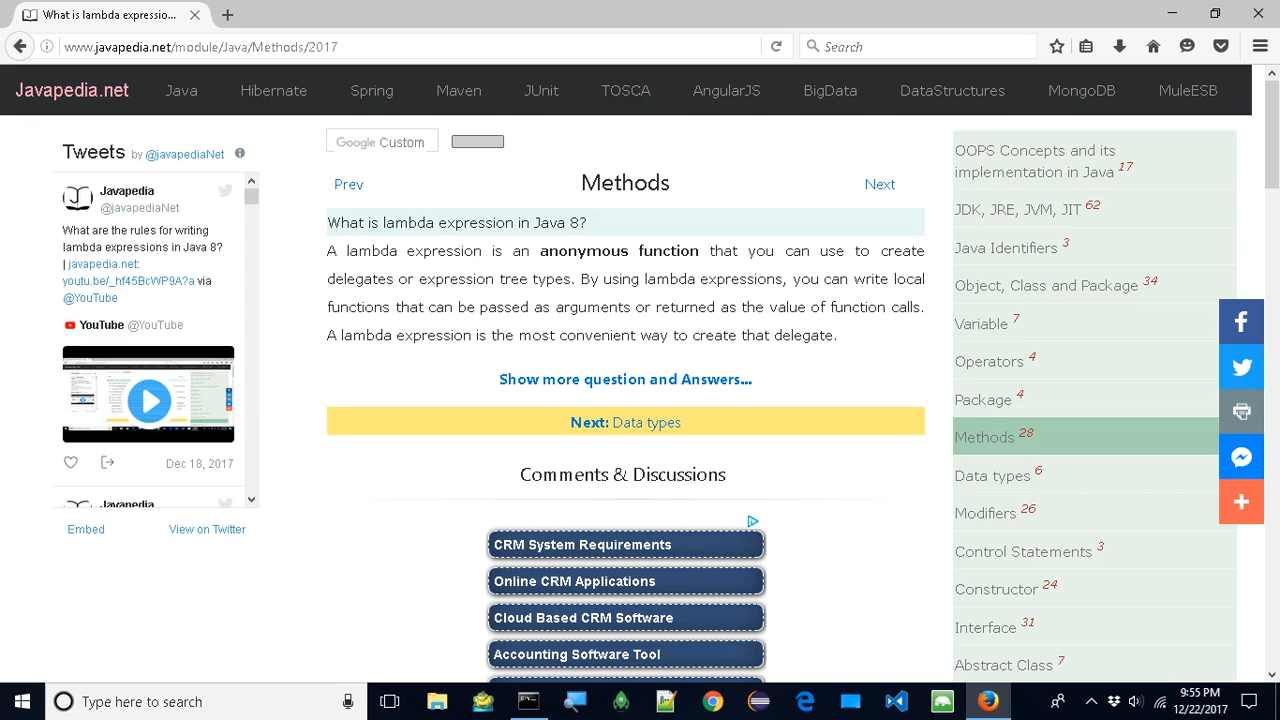 What is lambda expressio...
www.javapedia.net/module/Java/Methods/2017
Search
Javapedia.net Java Hibernate Spring Maven JUnit TOSCA AngularJS BigData DataStructures MongoDB MuleESB
Tweets by @javapediaNet
Javapedia
@javapediaNet
What are the rules for writing
lambda expressions in Java 8?
| javapedia.net:
youtu.be/_hf45BcWP9A?a via
@YouTube
YouTube @YouTube
Dec 18, 2017
Javapedia
Embed View on Twitter
Google Custom
Prev Methods Next
What is lambda expression in Java 8?
A lambda expression is an anonymous function that you can use to create
delegates or expression tree types. By using lambda expressions, you can write local
functions that can be passed as arguments or returned as the value of function calls.
A lambda expression is the most convenient way to create that delegate.
Show more question and Answers...
Next: Data types
Comments & Discussions
CRM System Requirements
Online CRM Applications
Cloud Based CRM Software
Accounting Software Tool
OOPS Concepts and its
implementation in Java 17
JDK, JRE, JVM, JIT 62
Java Identifiers 3
Object, Class and Package 34
Variable 7
Operators 4
Package 4
Methods 28
Data types 6
Modifiers 26
Control Statements 3
Constructor 24
Interface 31
Abstract Class 7
Type here to search
9:55 PM
12/22/2017